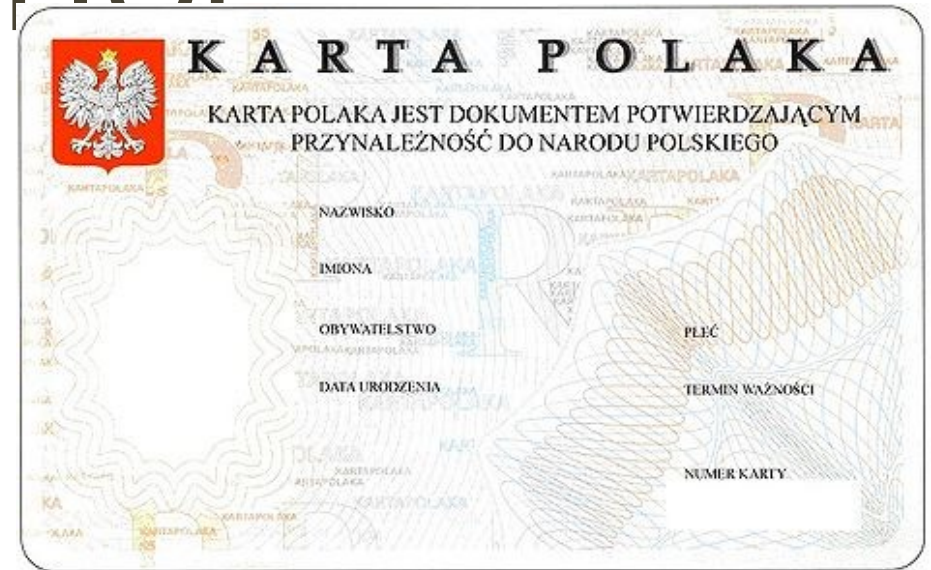 KARTA POLAKA
KARTA POLAKA JEST DOKUMENTEM POTWIERDZAJĄCYM
PRZYNALEŻNOŚĆ DO NARODU POLSKIEGO
NAZWISKO
IMIONA
OBYWATELSTWO
PŁEĆ
DATA URODZENIA
TERMIN WAŻNOŚCI
NUMER KARTY